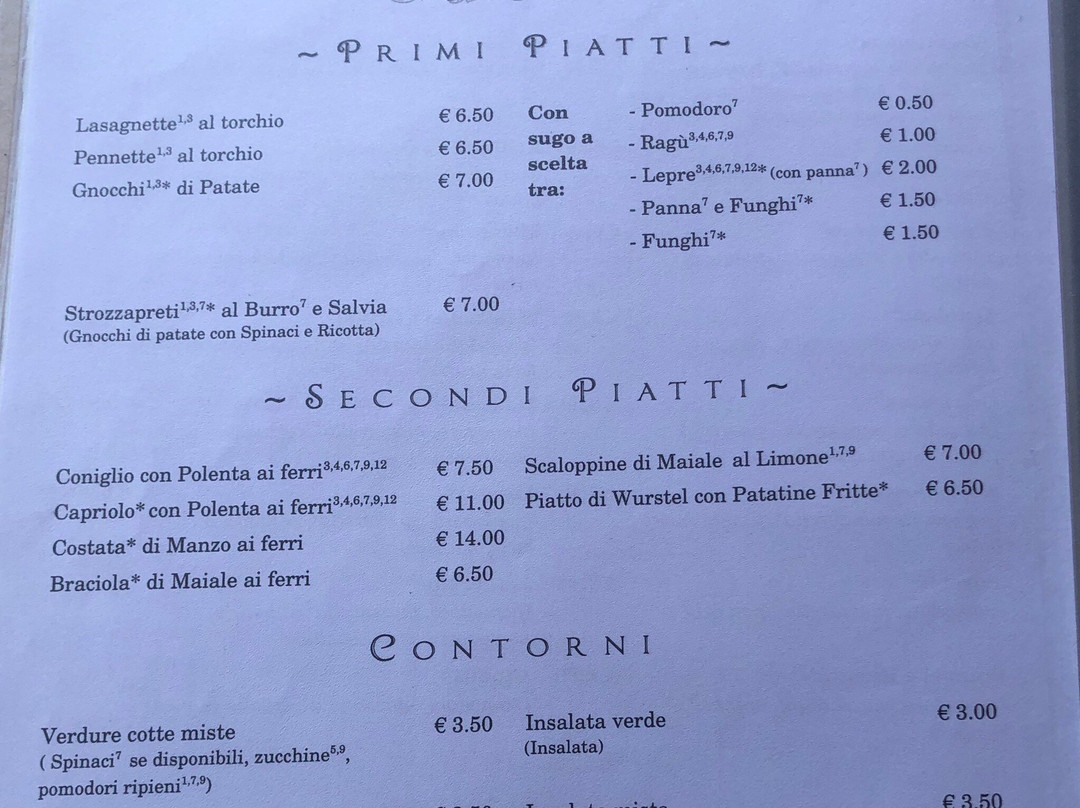 ~ PRIMI PIATTI ~
Lasagnette1,3 al torchio € 6.50
Pennette1,3 al torchio € 6.50
Gnocchi1,3* di Patate € 7.00
Con
sugo a
scelta
tra:
- Pomodoro7 € 0.50
- Ragù3,4,6,7,9 € 1.00
- Lepre3,4,6,7,9,12* (con panna7) € 2.00
- Panna7 e Funghi7* € 1.50
- Funghi7* € 1.50
Strozzapreti1,3,7* al Burro7 e Salvia € 7.00
(Gnocchi di patate con Spinaci e Ricotta)
~ SECONDI PIATTI ~
Coniglio con Polenta ai ferri3,4,6,7,9,12 € 7.50
Capriolo* con Polenta ai ferri3,4,6,7,9,12 € 11.00
Costata* di Manzo ai ferri € 14.00
Braciola* di Maiale ai ferri € 6.50
Scaloppine di Maiale al Limone1,7,9 € 7.00
Piatto di Wurstel con Patatine Fritte* € 6.50
CONTORNI
Verdure cotte miste € 3.50
( Spinaci7 se disponibili, zucchine5,9,
pomodori ripieni1,7,9)
Insalata verde € 3.00
(Insalata)
€ 3.50